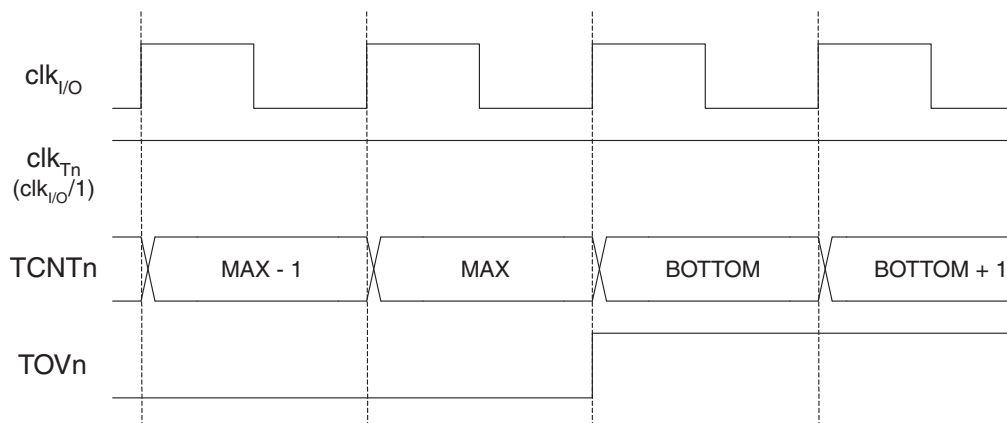 clkI/O
clkTn
(clkI/O/1)
TCNTn MAX - 1 MAX BOTTOM BOTTOM + 1
TOVn